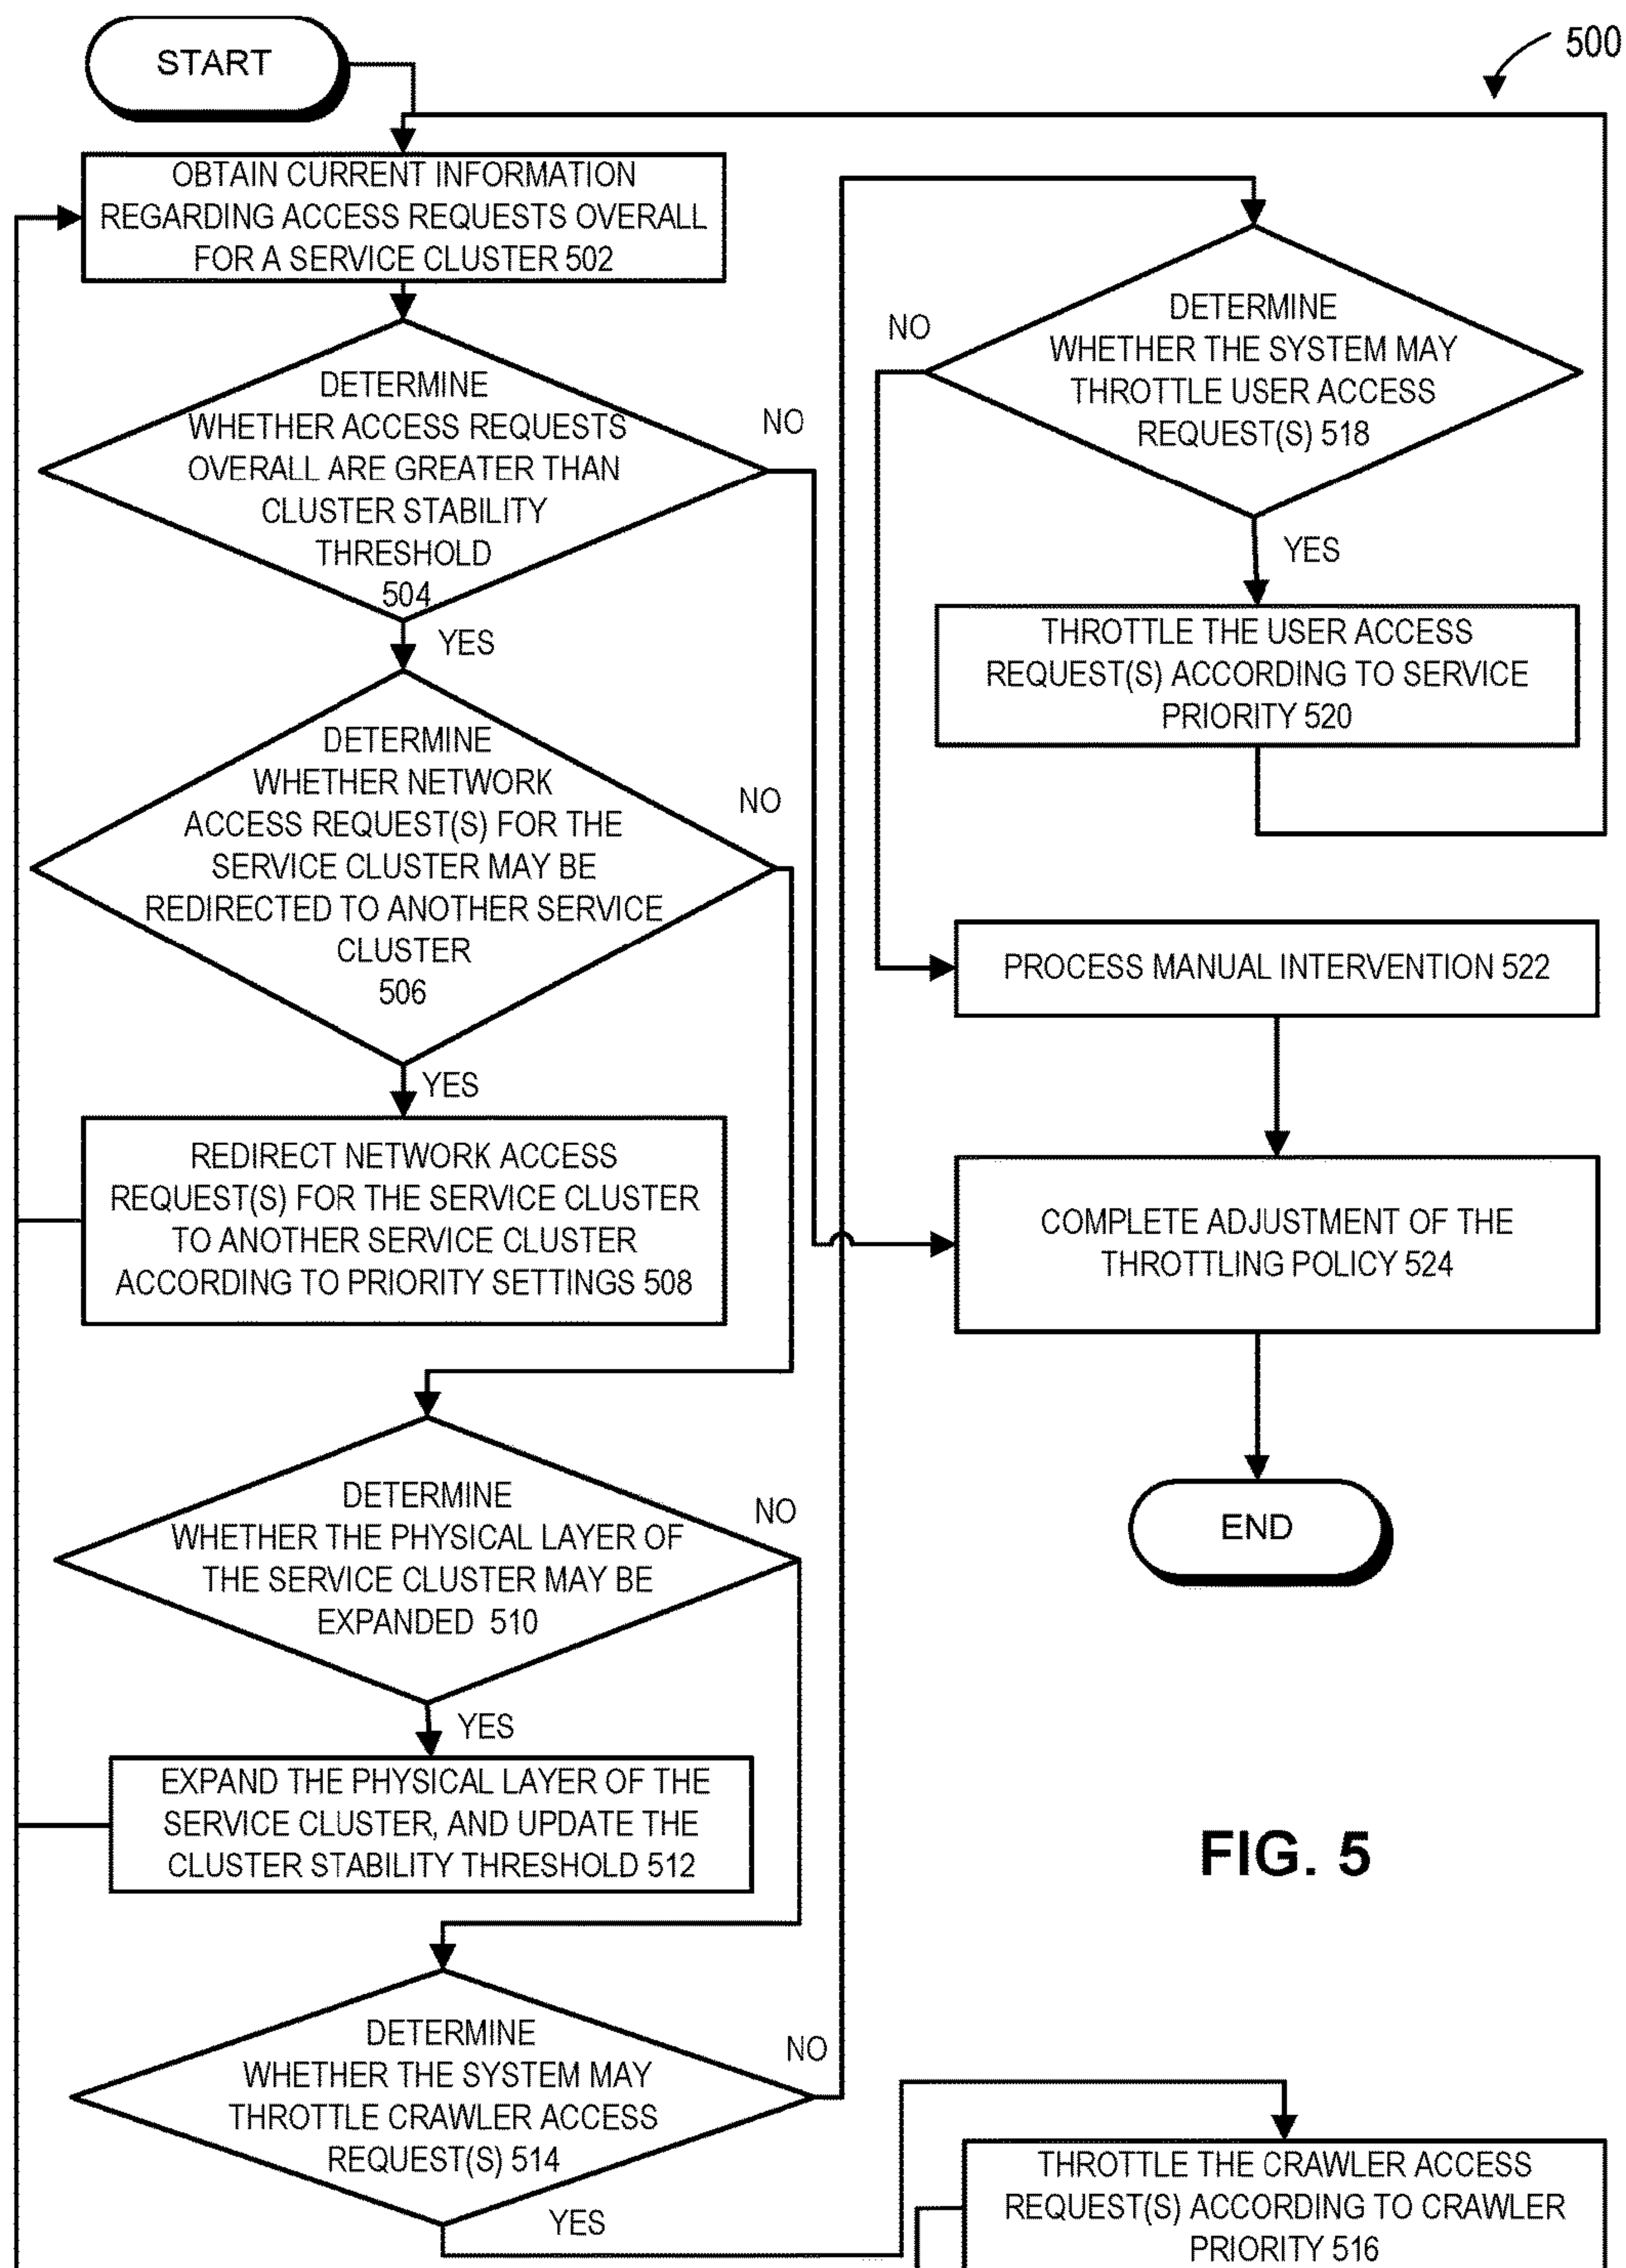 START
500
OBTAIN CURRENT INFORMATION
REGARDING ACCESS REQUESTS OVERALL
FOR A SERVICE CLUSTER 502
DETERMINE
WHETHER ACCESS REQUESTS
OVERALL ARE GREATER THAN
CLUSTER STABILITY
THRESHOLD
504
NO
YES
DETERMINE
WHETHER NETWORK
ACCESS REQUEST(S) FOR THE
SERVICE CLUSTER MAY BE
REDIRECTED TO ANOTHER SERVICE
CLUSTER
506
NO
YES
REDIRECT NETWORK ACCESS
REQUEST(S) FOR THE SERVICE CLUSTER
TO ANOTHER SERVICE CLUSTER
ACCORDING TO PRIORITY SETTINGS 508
DETERMINE
WHETHER THE PHYSICAL LAYER OF
THE SERVICE CLUSTER MAY BE
EXPANDED 510
NO
YES
EXPAND THE PHYSICAL LAYER OF THE
SERVICE CLUSTER, AND UPDATE THE
CLUSTER STABILITY THRESHOLD 512
DETERMINE
WHETHER THE SYSTEM MAY
THROTTLE CRAWLER ACCESS
REQUEST(S) 514
NO
YES
THROTTLE THE CRAWLER ACCESS
REQUEST(S) ACCORDING TO CRAWLER
PRIORITY 516
DETERMINE
WHETHER THE SYSTEM MAY
THROTTLE USER ACCESS
REQUEST(S) 518
NO
YES
THROTTLE THE USER ACCESS
REQUEST(S) ACCORDING TO SERVICE
PRIORITY 520
PROCESS MANUAL INTERVENTION 522
COMPLETE ADJUSTMENT OF THE
THROTTLING POLICY 524
END
FIG. 5